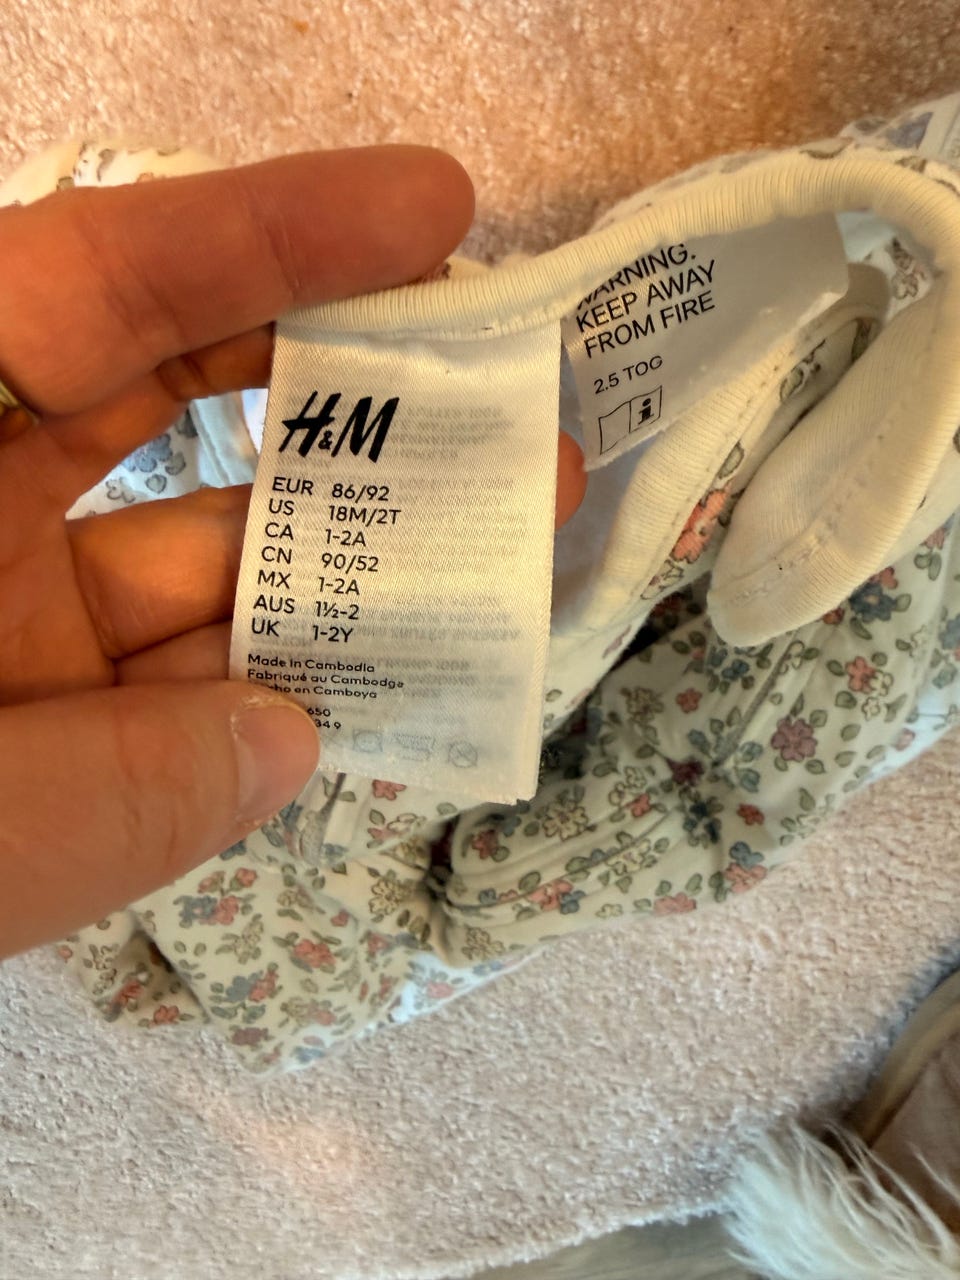 H&M
EUR 86/92
US 18M/2T
CA 1-2A
CN 90/52
MX 1-2A
AUS 1½-2
UK 1-2Y
Made in Cambodia
Fabriqué au Cambodge
en Camboya
650
349
WARNING.
KEEP AWAY
FROM FIRE
2.5 TOG
i